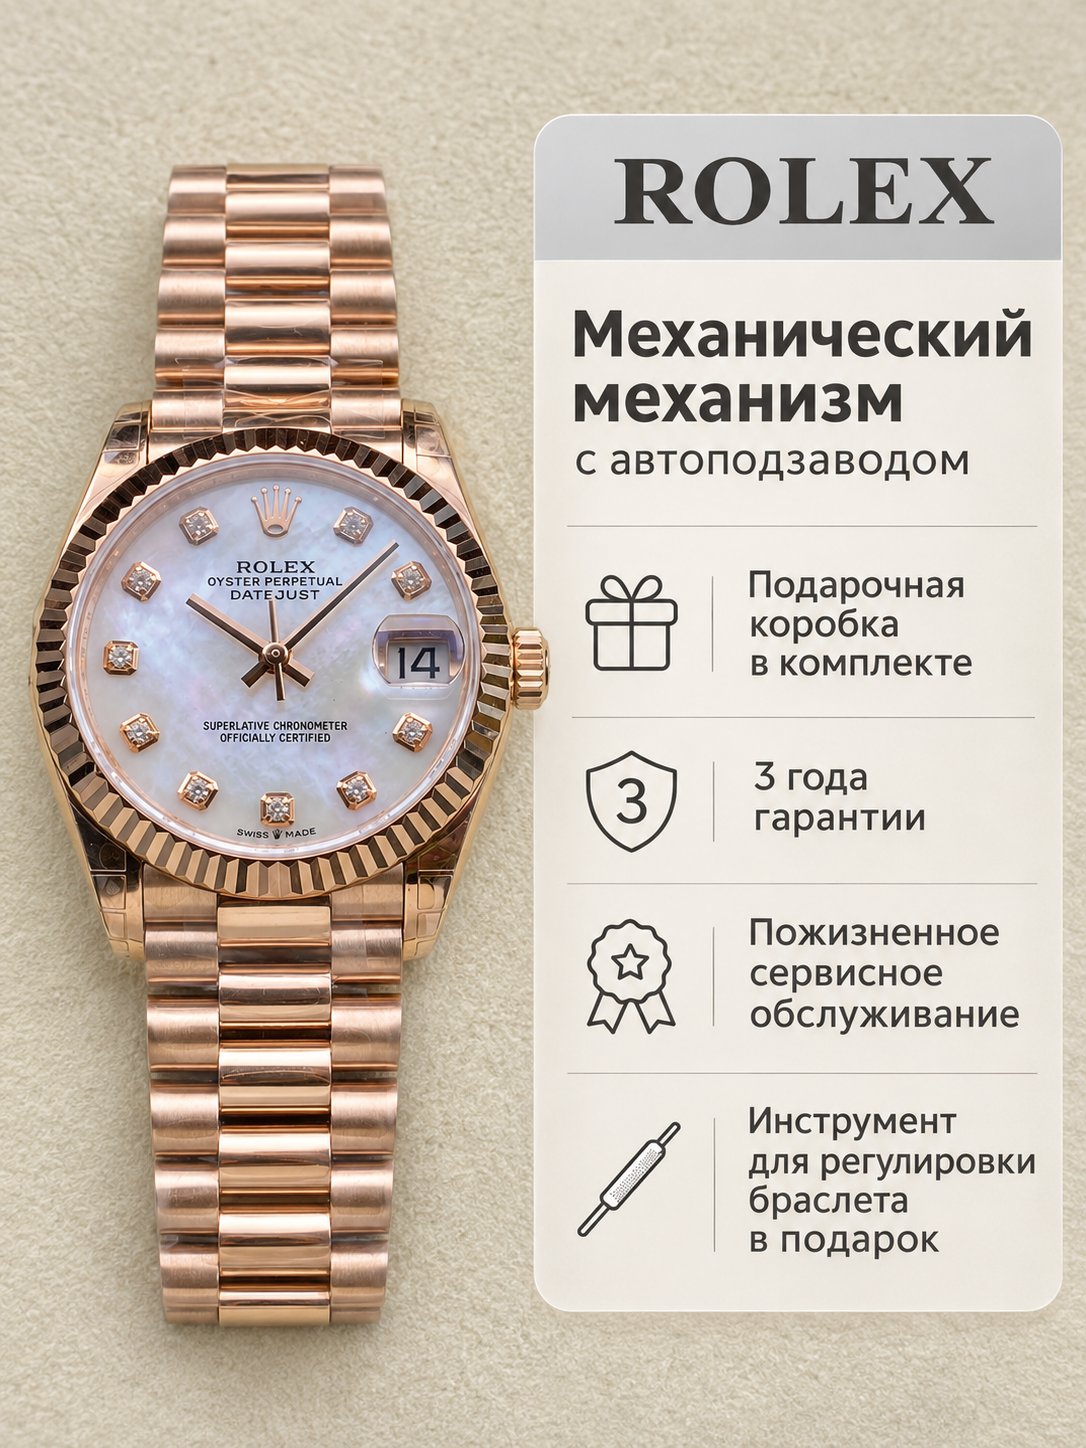 ROLEX
OYSTER PERPETUAL
DATEJUST
14
SUPERLATIVE CHRONOMETER
OFFICIALLY CERTIFIED
SWISS MADE
ROLEX
Механический
механизм
с автоподзаводом
Подарочная
коробка
в комплекте
3
3 года
гарантии
Пожизненное
сервисное
обслуживание
Инструмент
для регулировки
браслета
в подарок